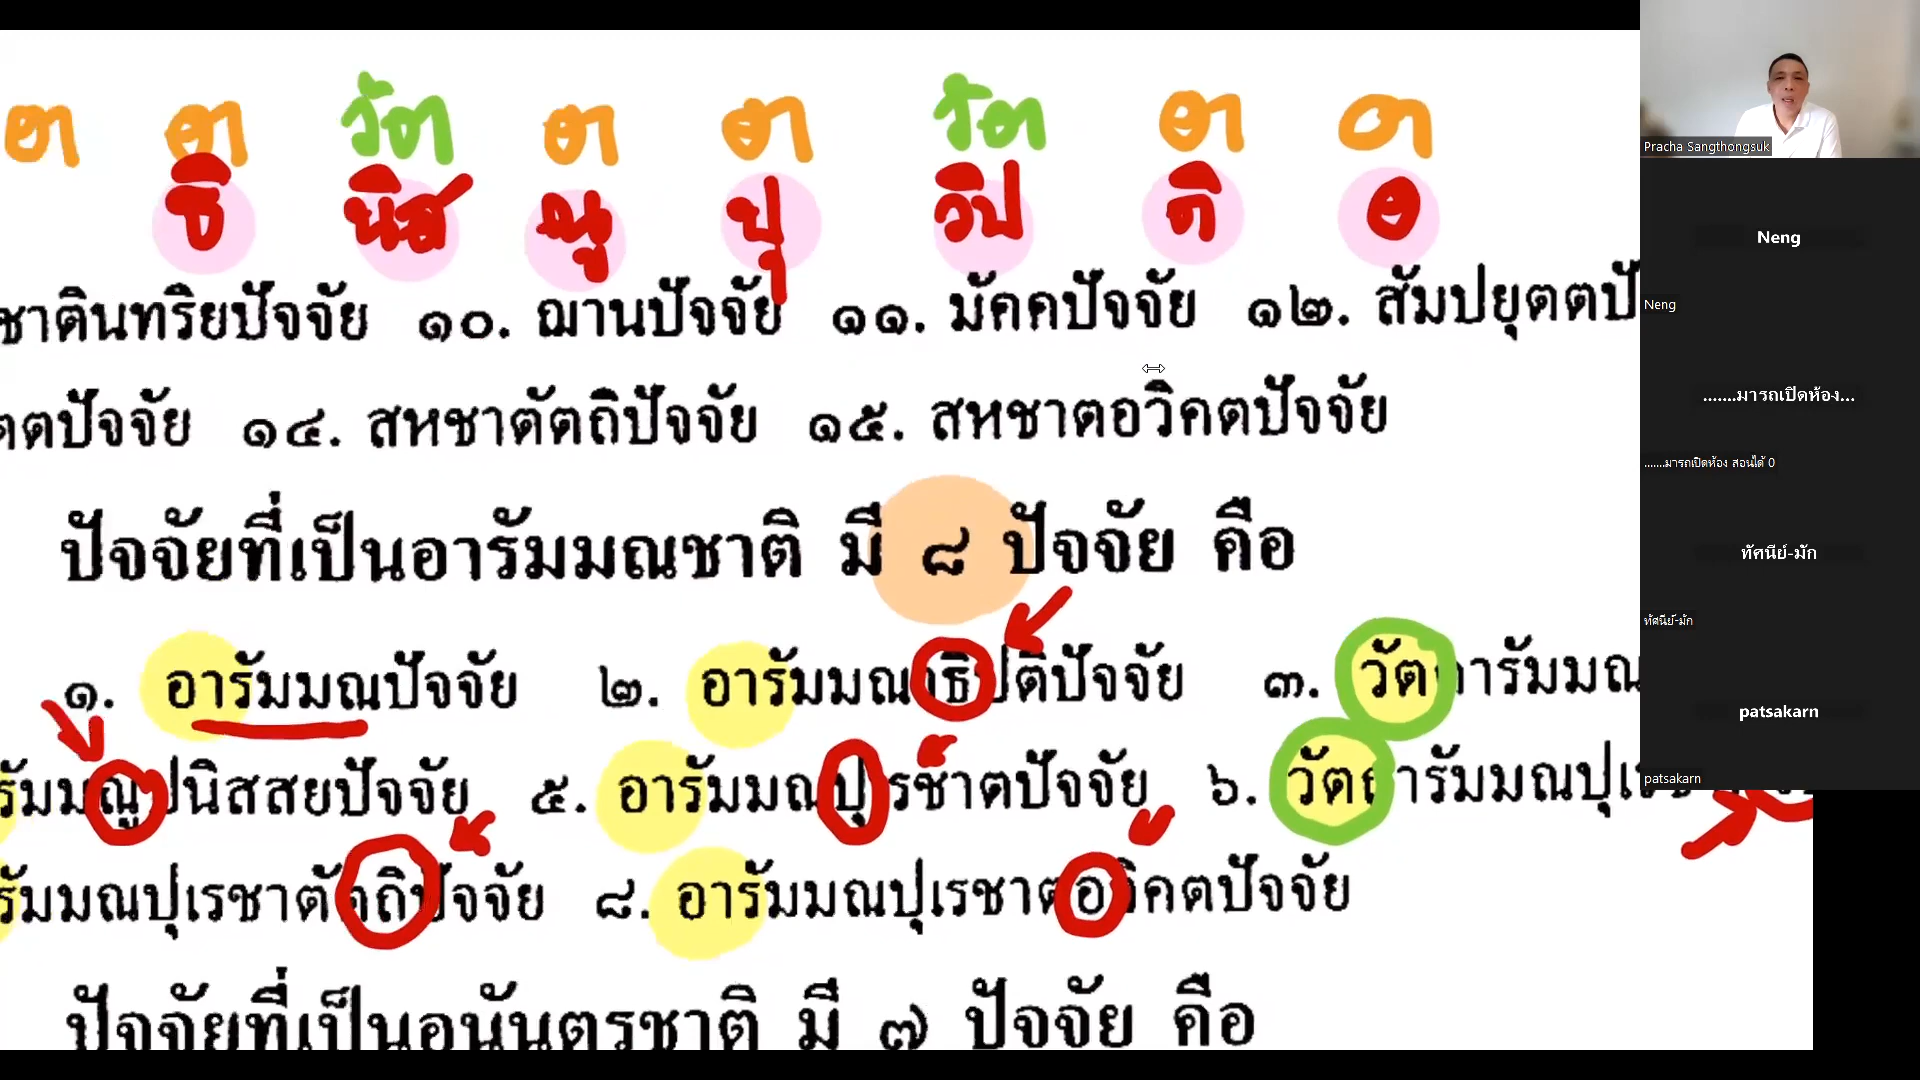 อา อา วัต อา อา วัต อา อา
ธิ นิส ณู ปุ วิป ถิ อ
ชาตินทริยปัจจัย ๑๐. ฌานปัจจัย ๑๑. มัคคปัจจัย ๑๒. สัมปยุตตปั
ตตปัจจัย ๑๔. สหชาตัตถิปัจจัย ๑๕. สหชาตอวิคตปัจจัย
ปัจจัยที่เป็นอารัมมณชาติ มี ๘ ปัจจัย คือ
๑. อารัมมณปัจจัย ๒. อารัมมณาธิปติปัจจัย ๓. วัตถารัมมณ
รัมมณูปนิสสยปัจจัย ๕. อารัมมณปุเรชาตปัจจัย ๖. วัตถารัมมณปุเร
รัมมณปุเรชาตัตถิปัจจัย ๘. อารัมมณปุเรชาตอวิคตปัจจัย
ปัจจัยที่เป็นอนันตรชาติ มี ๗ ปัจจัย คือ
Pracha Sangthongsuk
Neng
Neng
.......มารถเปิดห้อง...
.......มารถเปิดห้อง สอนได้ 0
ทัศนีย์-มัก
ทัศนีย์-มัก
patsakarn
patsakarn